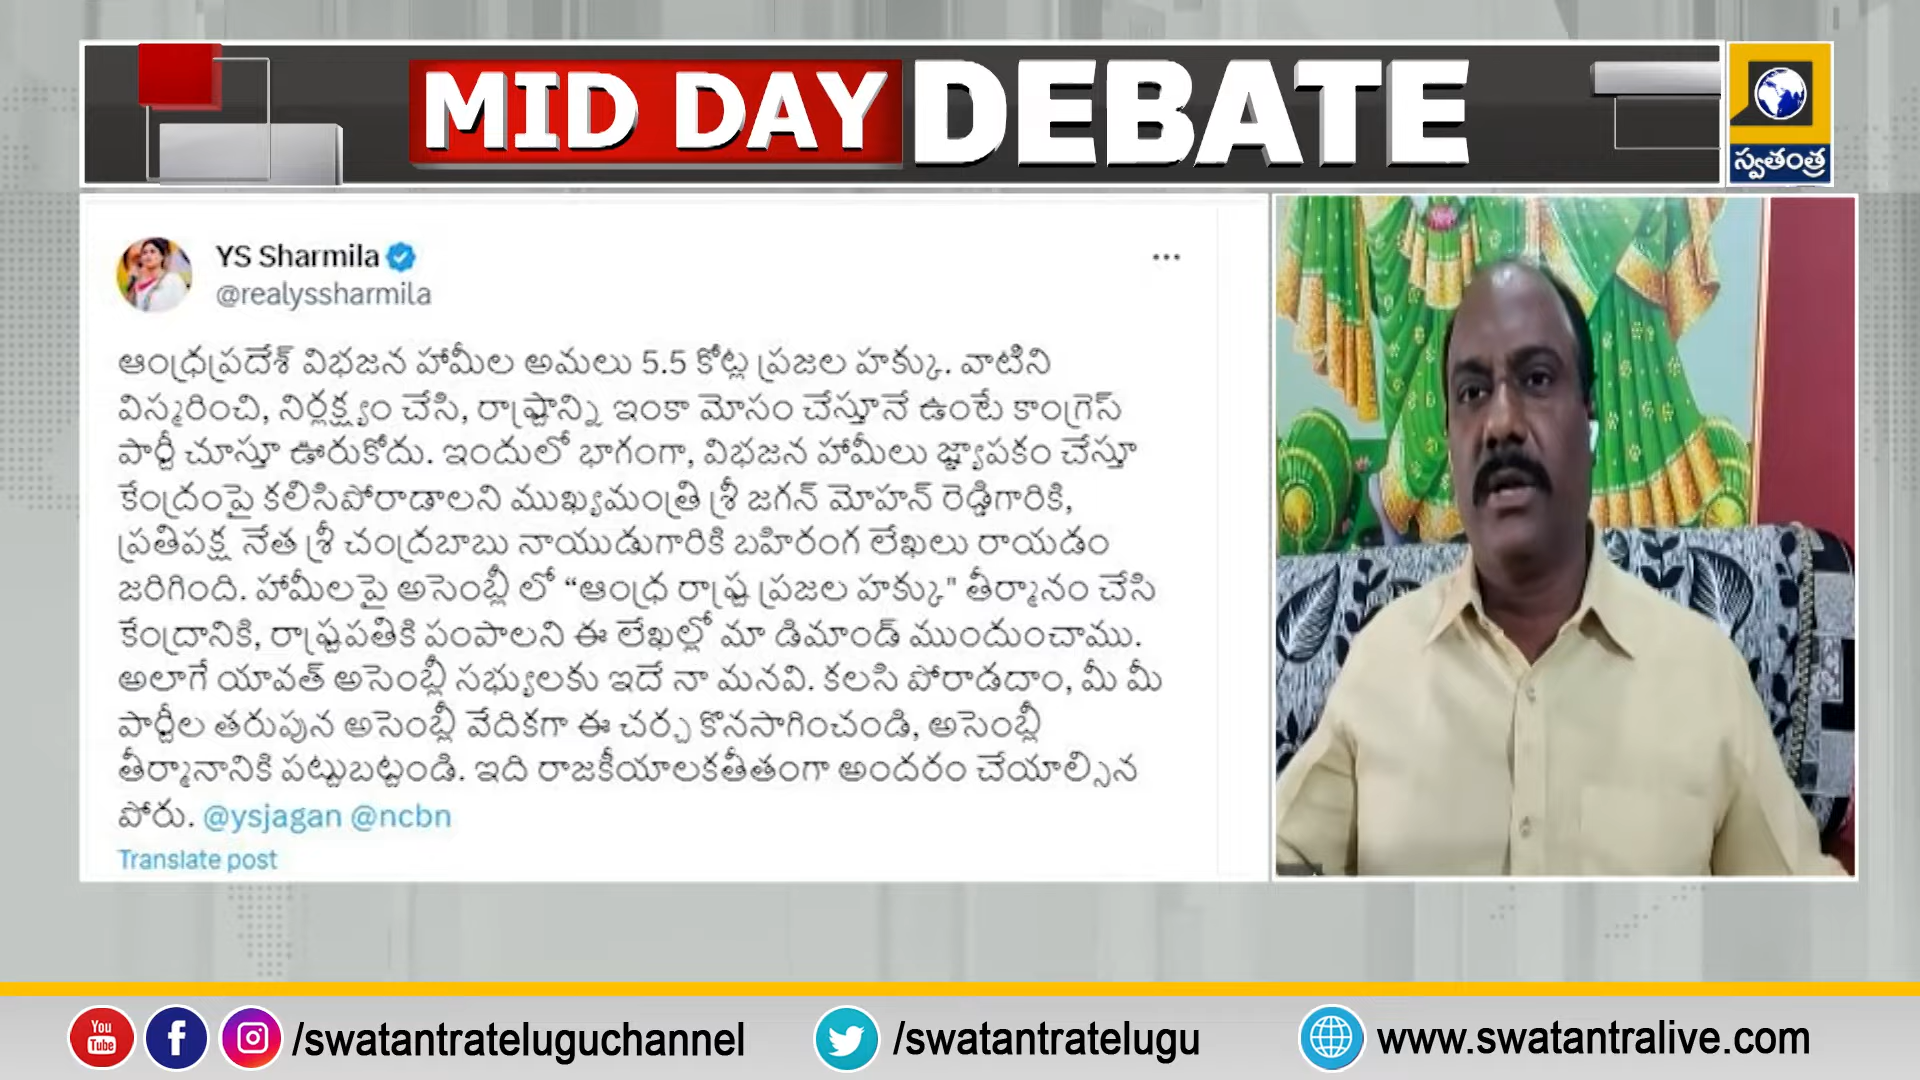 MID DAY DEBATE
స్వతంత్ర
YS Sharmila
@realyssharmila
ఆంధ్రప్రదేశ్ విభజన హామీల అమలు 5.5 కోట్ల ప్రజల హక్కు. వాటిని
విస్మరించి, నిర్లక్ష్యం చేసి, రాష్ట్రాన్ని ఇంకా మోసం చేస్తూనే ఉంటే కాంగ్రెస్
పార్టీ చూస్తూ ఊరుకోదు. ఇందులో భాగంగా, విభజన హామీలు జ్ఞాపకం చేస్తూ
కేంద్రంపై కలిసిపోరాడాలని ముఖ్యమంత్రి శ్రీ జగన్ మోహన్ రెడ్డిగారికి,
ప్రతిపక్ష నేత శ్రీ చంద్రబాబు నాయుడుగారికి బహిరంగ లేఖలు రాయడం
జరిగింది. హామీలపై అసెంబ్లీ లో “ఆంధ్ర రాష్ట్ర ప్రజల హక్కు" తీర్మానం చేసి
కేంద్రానికి, రాష్ట్రపతికి పంపాలని ఈ లేఖల్లో మా డిమాండ్ ముందుంచాము.
అలాగే యావత్ అసెంబ్లీ సభ్యులకు ఇదే నా మనవి. కలసి పోరాడదాం, మీ మీ
పార్టీల తరుపున అసెంబ్లీ వేదికగా ఈ చర్చ కొనసాగించండి, అసెంబ్లీ
తీర్మానానికి పట్టుబట్టండి. ఇది రాజకీయాలకతీతంగా అందరం చేయాల్సిన
పోరు. @ysjagan @ncbn
Translate post
You Tube /swatantrateluguchannel /swatantratelugu www.swatantralive.com